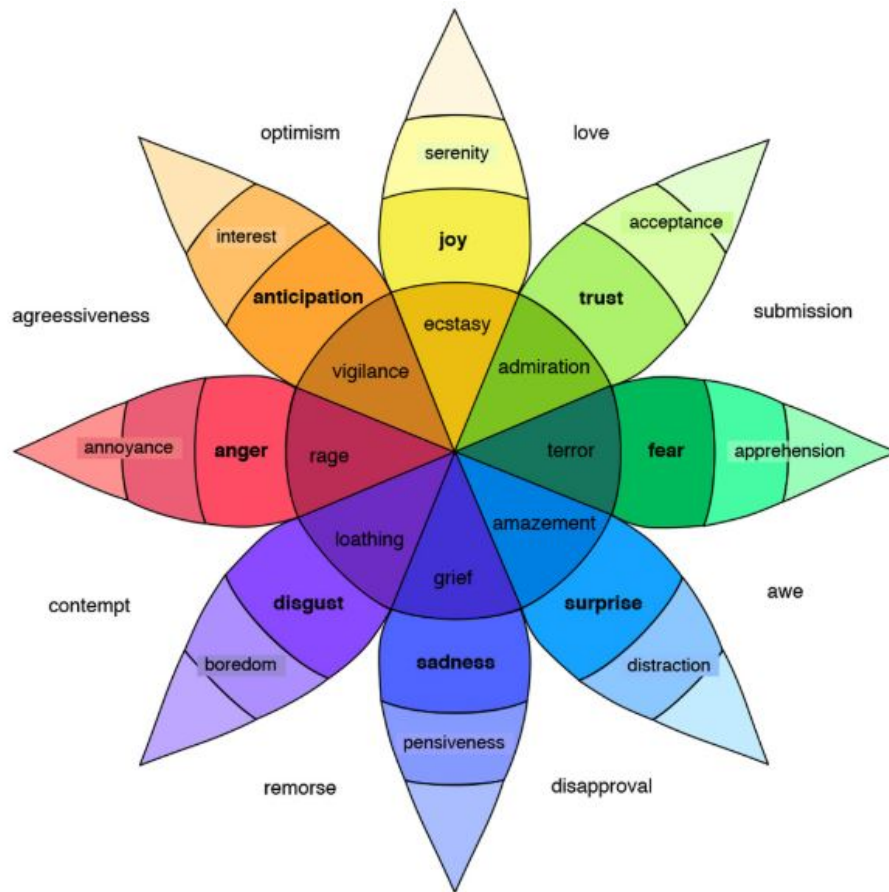 optimism
love
serenity
acceptance
interest
joy
anticipation
trust
agreessiveness
submission
ecstasy
vigilance
admiration
annoyance
anger
rage
terror
fear
apprehension
amazement
loathing
grief
contempt
disgust
surprise
awe
boredom
sadness
distraction
pensiveness
remorse
disapproval